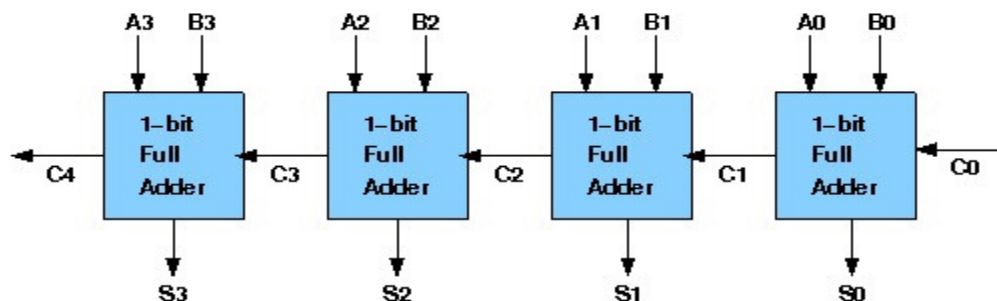 A3 B3 A2 B2 A1 B1 A0 B0
1-bit Full Adder
1-bit Full Adder
1-bit Full Adder
1-bit Full Adder
C4 C3 C2 C1 C0
S3 S2 S1 S0